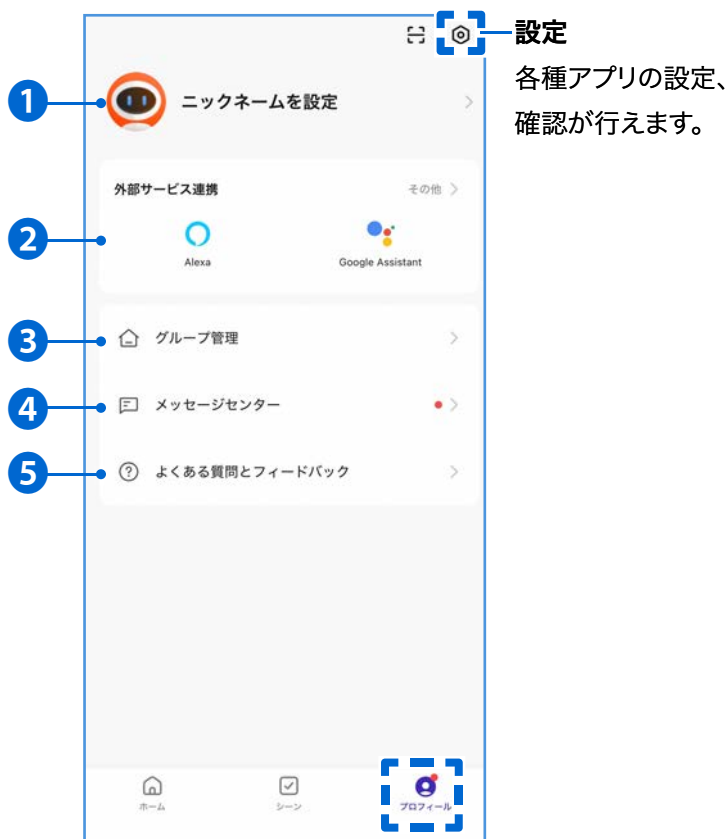 設定
各種アプリの設定、
確認が行えます。
1
ニックネームを設定
外部サービス連携
その他
2
Alexa
Google Assistant
3
グループ管理
4
メッセージセンター
5
よくある質問とフィードバック
ホーム
シーン
プロフィール